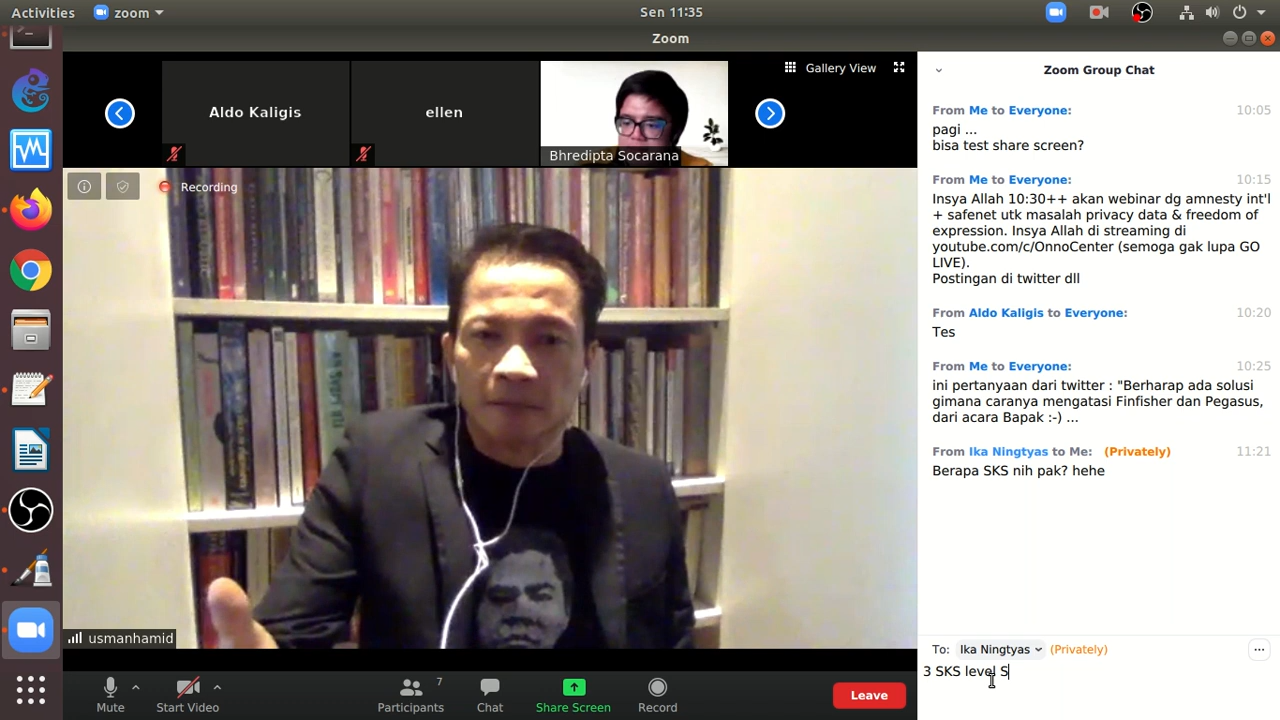 Activities zoom Sen 11:35
Zoom
Aldo Kaligis
ellen
Bhredipta Socarana
Gallery View
Recording
usmanhamid
Mute
Start Video
Participants 7
Chat
Share Screen
Record
Leave
Zoom Group Chat
From Me to Everyone: 10:05
pagi ...
bisa test share screen?
From Me to Everyone: 10:15
Insya Allah 10:30++ akan webinar dg amnesty int'l
+ safenet utk masalah privacy data & freedom of
expression. Insya Allah di streaming di
youtube.com/c/OnnoCenter (semoga gak lupa GO
LIVE).
Postingan di twitter dll
From Aldo Kaligis to Everyone: 10:20
Tes
From Me to Everyone: 10:25
ini pertanyaan dari twitter : "Berharap ada solusi
gimana caranya mengatasi Finfisher dan Pegasus,
dari acara Bapak :-) ...
From Ika Ningtyas to Me: (Privately) 11:21
Berapa SKS nih pak? hehe
To: Ika Ningtyas (Privately)
3 SKS level S